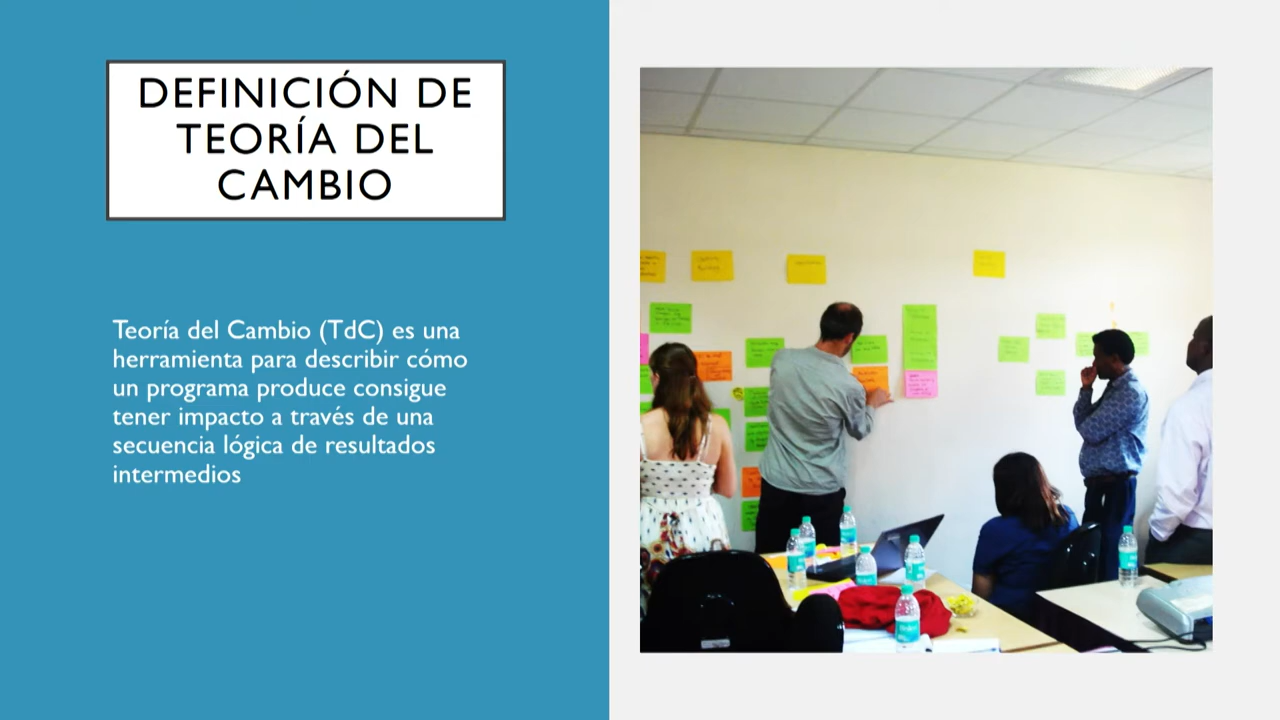 DEFINICIÓN DE
TEORÍA DEL
CAMBIO
Teoría del Cambio (TdC) es una
herramienta para describir cómo
un programa produce consigue
tener impacto a través de una
secuencia lógica de resultados
intermedios